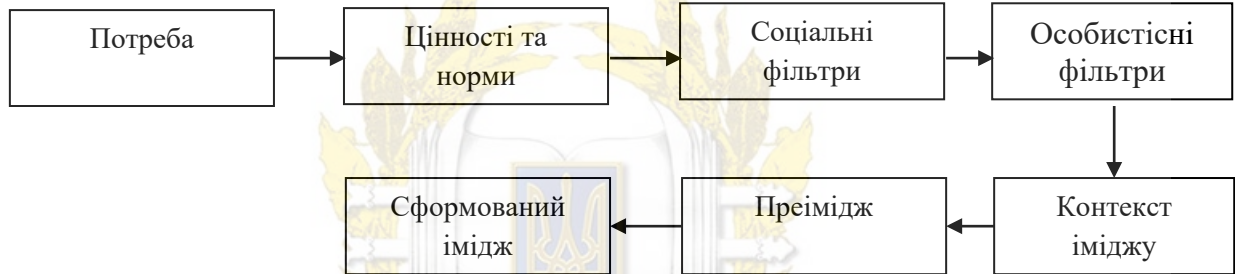 Потреба
Цінності та
норми
Соціальні
фільтри
Особистісні
фільтри
Контекст
іміджу
Преімідж
Сформований
імідж